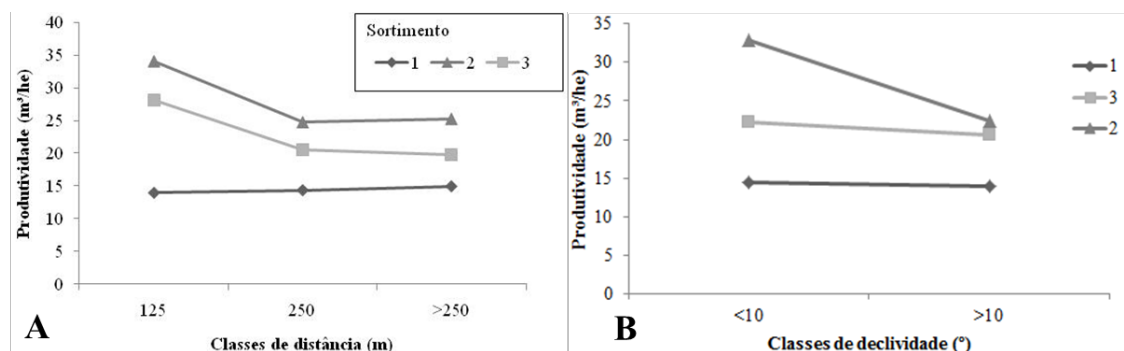 40
35
30
25
20
15
10
5
0
Produtividade (m³/he)
Sortimento
1 2 3
125 250 >250
Classes de distância (m)
A
35
30
25
20
15
10
5
0
Produtividade (m³/he)
1
3
2
<10 >10
Classes de declividade (°)
B